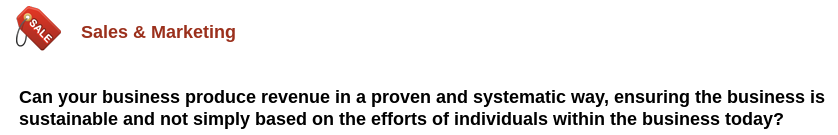 SALE
Sales & Marketing
Can your business produce revenue in a proven and systematic way, ensuring the business is
sustainable and not simply based on the efforts of individuals within the business today?